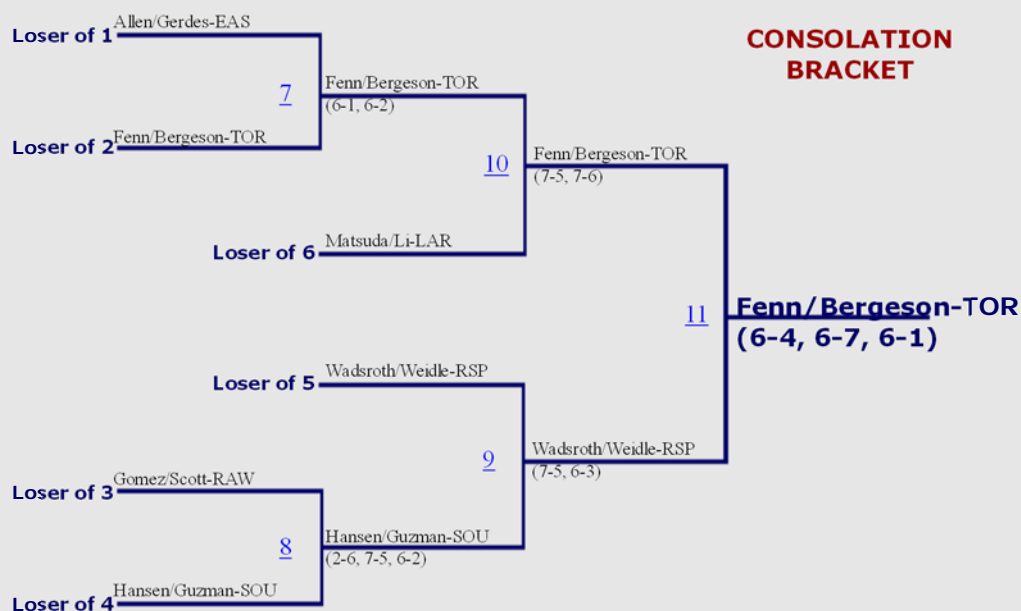 Allen/Gerdes-EAS
Loser of 1
CONSOLATION
BRACKET
7
Fenn/Bergeson-TOR
(6-1, 6-2)
Loser of 2
Fenn/Bergeson-TOR
10
Fenn/Bergeson-TOR
(7-5, 7-6)
Loser of 6
Matsuda/Li-LAR
11
Fenn/Bergeson-TOR
(6-4, 6-7, 6-1)
Loser of 5
Wadsroth/Weidle-RSP
9
Wadsroth/Weidle-RSP
(7-5, 6-3)
Loser of 3
Gomez/Scott-RAW
8
Hansen/Guzman-SOU
(2-6, 7-5, 6-2)
Loser of 4
Hansen/Guzman-SOU